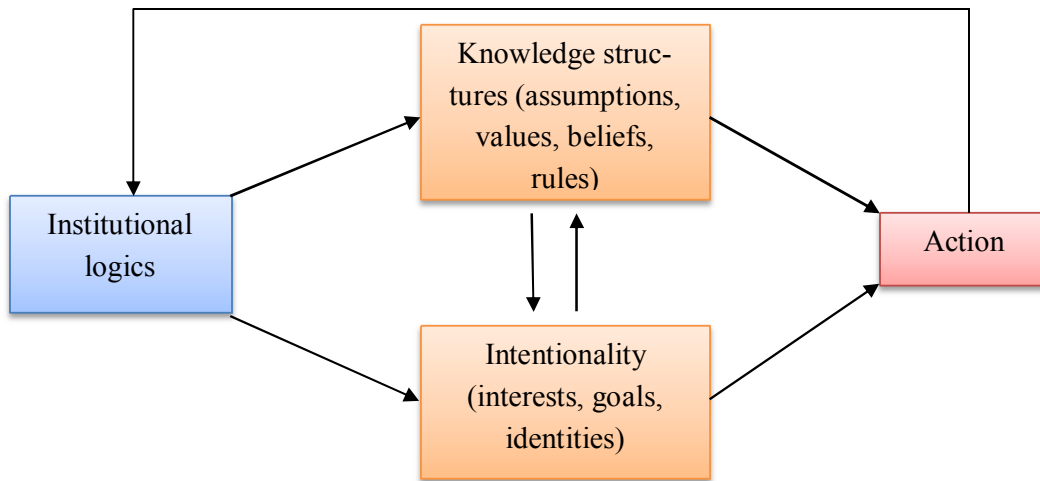 Knowledge struc-
tures (assumptions,
values, beliefs,
rules)
Institutional
logics
Action
Intentionality
(interests, goals,
identities)